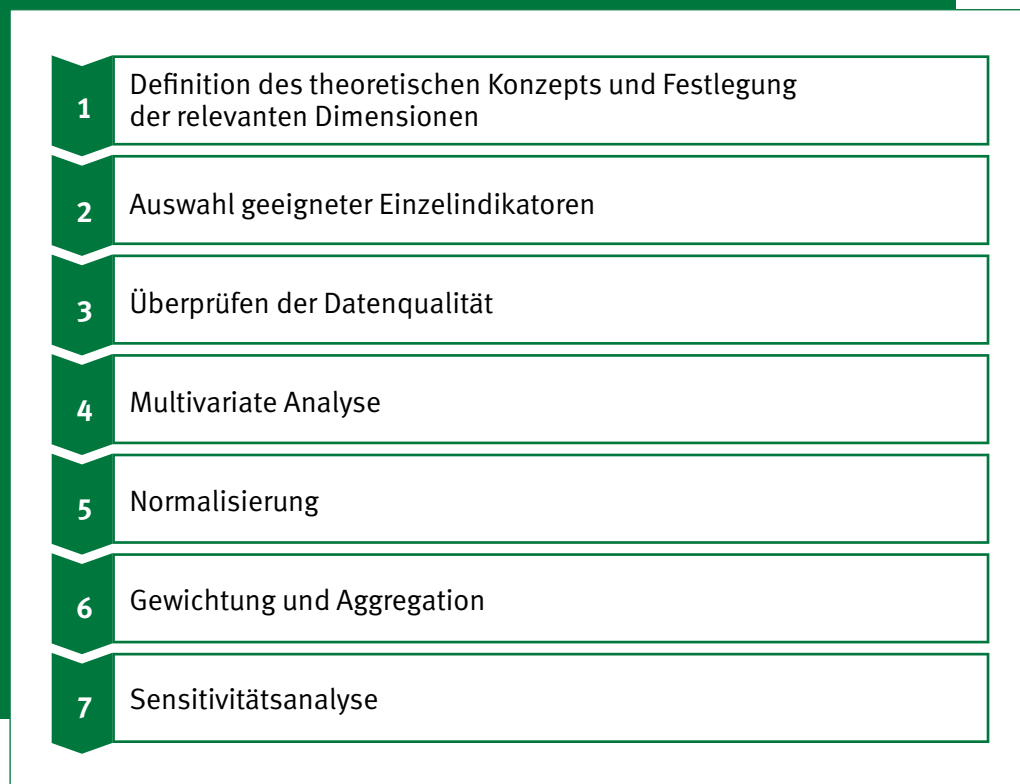 1
Definition des theoretischen Konzepts und Festlegung
der relevanten Dimensionen
2
Auswahl geeigneter Einzelindikatoren
3
Überprüfen der Datenqualität
4
Multivariate Analyse
5
Normalisierung
6
Gewichtung und Aggregation
7
Sensitivitätsanalyse